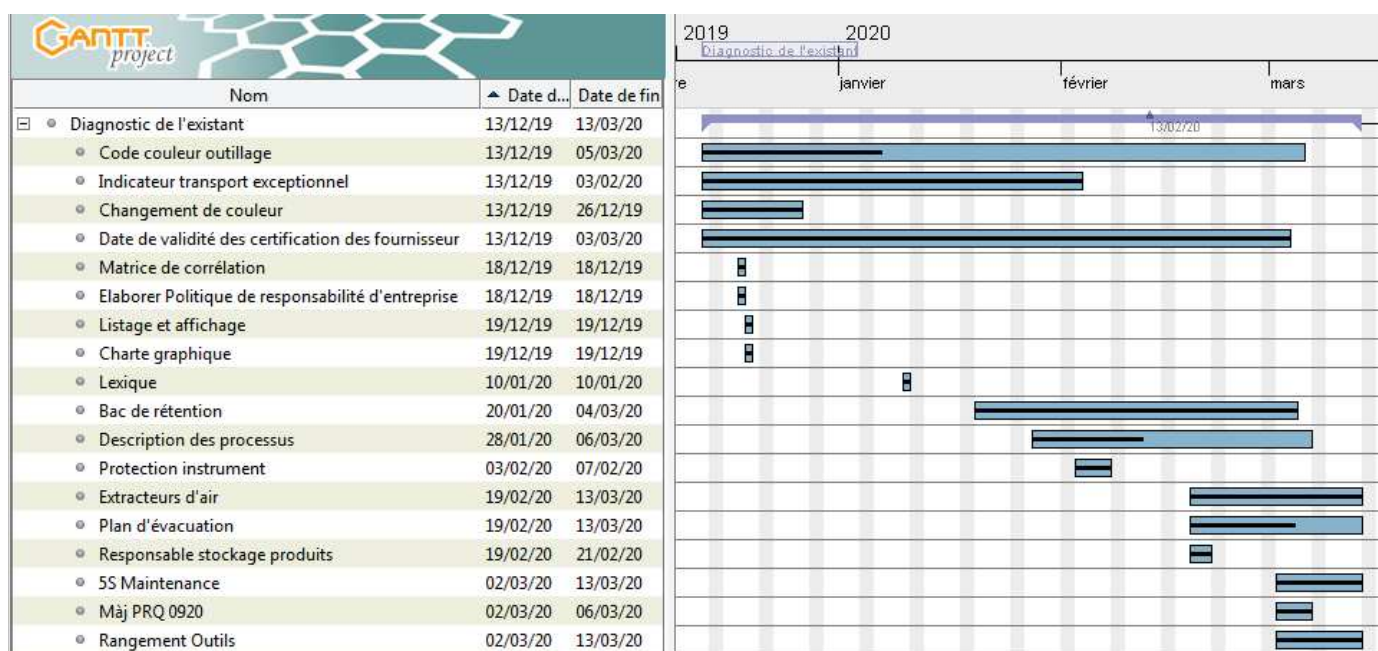 GANTT
project
2019 2020
Diagnostic de l'existant
janvier février mars
Nom Date d... Date de fin
Diagnostic de l'existant 13/12/19 13/03/20
13/02/20
Code couleur outillage 13/12/19 05/03/20
Indicateur transport exceptionnel 13/12/19 03/02/20
Changement de couleur 13/12/19 26/12/19
Date de validité des certification des fournisseur 13/12/19 03/03/20
Matrice de corrélation 18/12/19 18/12/19
Elaborer Politique de responsabilité d'entreprise 18/12/19 18/12/19
Listage et affichage 19/12/19 19/12/19
Charte graphique 19/12/19 19/12/19
Lexique 10/01/20 10/01/20
Bac de rétention 20/01/20 04/03/20
Description des processus 28/01/20 06/03/20
Protection instrument 03/02/20 07/02/20
Extracteurs d'air 19/02/20 13/03/20
Plan d'évacuation 19/02/20 13/03/20
Responsable stockage produits 19/02/20 21/02/20
5S Maintenance 02/03/20 13/03/20
Màj PRQ 0920 02/03/20 06/03/20
Rangement Outils 02/03/20 13/03/20